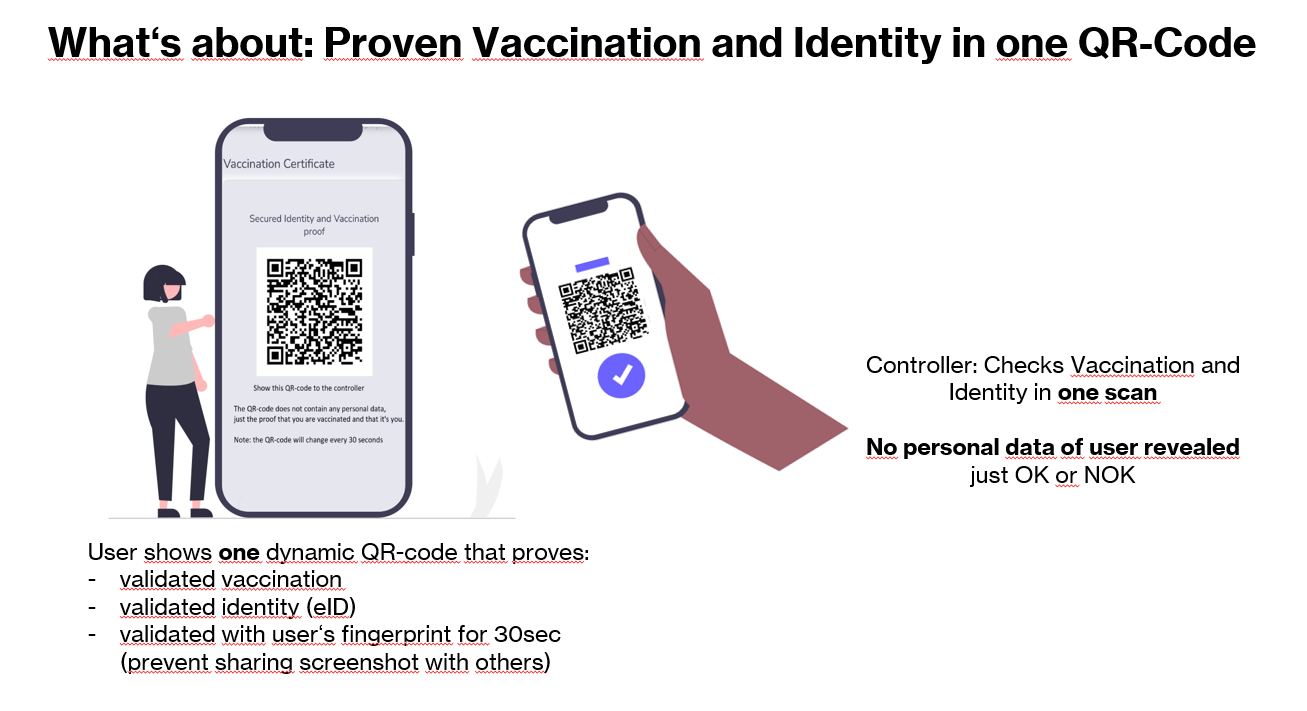 What‘s about: Proven Vaccination and Identity in one QR-Code
Vaccination Certificate
Secured Identity and Vaccination
proof
Show this QR-code to the controller
The QR-code does not contain any personal data,
just the proof that you are vaccinated and that it's you.
Note: the QR-code will change every 30 seconds
Controller: Checks Vaccination and
Identity in one scan
No personal data of user revealed
just OK or NOK
User shows one dynamic QR-code that proves:
- validated vaccination
- validated identity (eID)
- validated with user‘s fingerprint for 30sec
(prevent sharing screenshot with others)